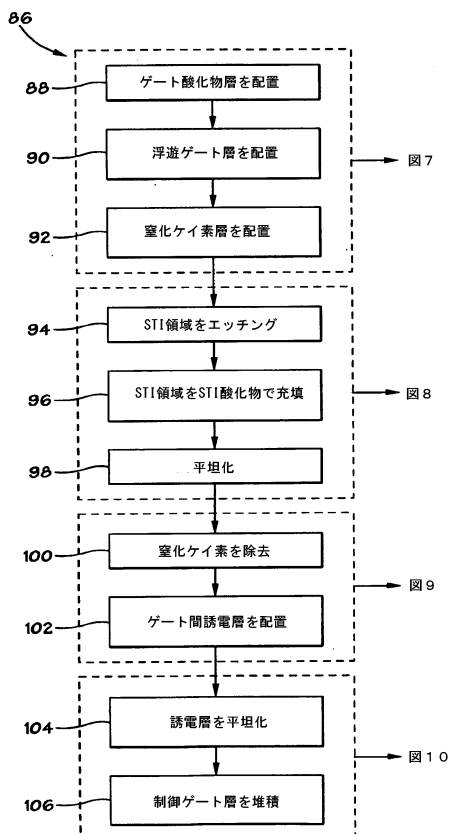 86
88
ゲート酸化物層を配置
90
浮遊ゲート層を配置
図7
92
窒化ケイ素層を配置
94
STI領域をエッチング
96
STI領域をSTI酸化物で充填
図8
98
平坦化
100
窒化ケイ素を除去
図9
102
ゲート間誘電層を配置
104
誘電層を平坦化
図10
106
制御ゲート層を堆積